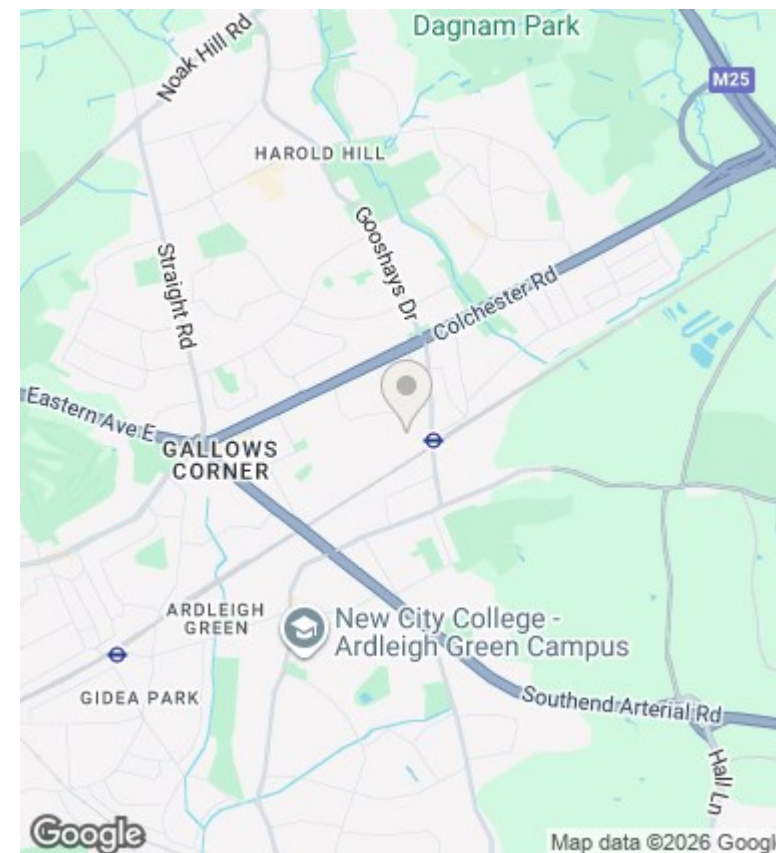 Dagnam Park
Noak Hill Rd
M25
HAROLD HILL
Gooshays Dr
Straight Rd
Colchester Rd
Eastern Ave E
GALLOWS
CORNER
ARDLEIGH
GREEN
New City College -
Ardleigh Green Campus
GIDEA PARK
Southend Arterial Rd
Hall Ln
Google
Map data ©2026 Googl